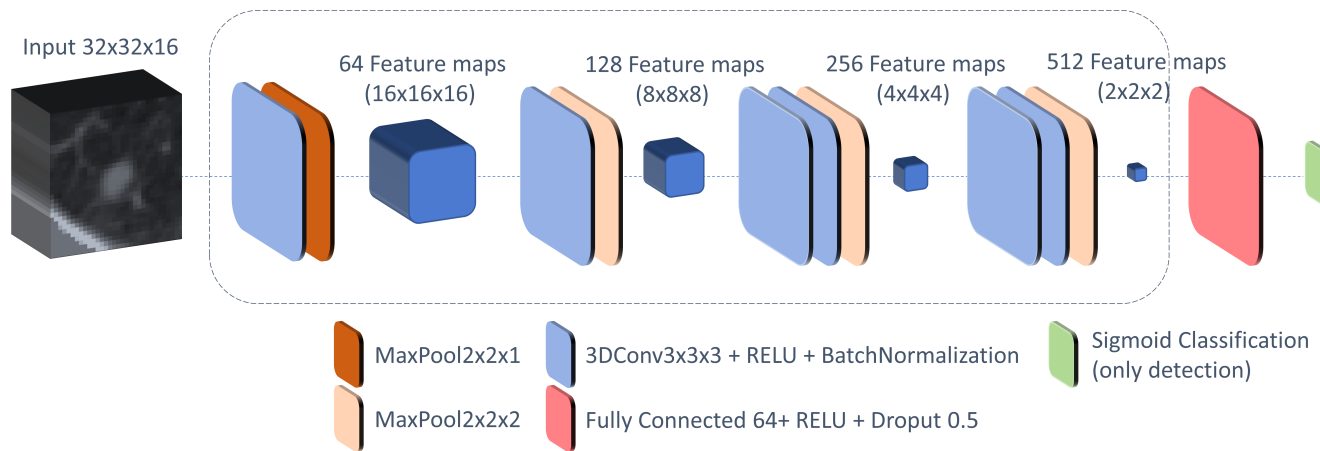 Input 32x32x16
64 Feature maps
(16x16x16)
128 Feature maps
(8x8x8)
256 Feature maps
(4x4x4)
512 Feature maps
(2x2x2)
MaxPool2x2x1
3DConv3x3x3 + RELU + BatchNormalization
Sigmoid Classification
(only detection)
MaxPool2x2x2
Fully Connected 64+ RELU + Droput 0.5